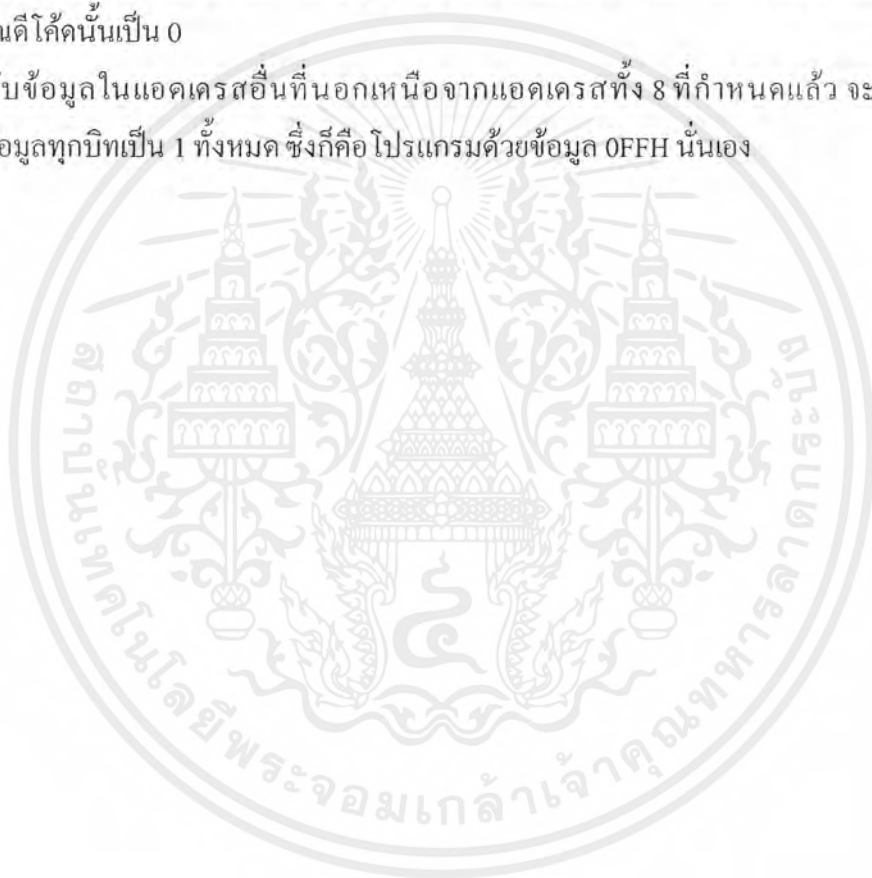 นดีโค้ดนั้นเป็น 0
บข้อมูลในแอดเดรสอื่นที่นอกเหนือจากแอดเดรสทั้ง 8 ที่กำหนดแล้ว จะ
อมูลทุกบิทเป็น 1 ทั้งหมด ซึ่งก็คือโปรแกรมด้วยข้อมูล 0FFH นั่นเอง
สถาบันเทคโนโลยีพระจอมเกล้าเจ้าคุณทหารลาดกระบัง